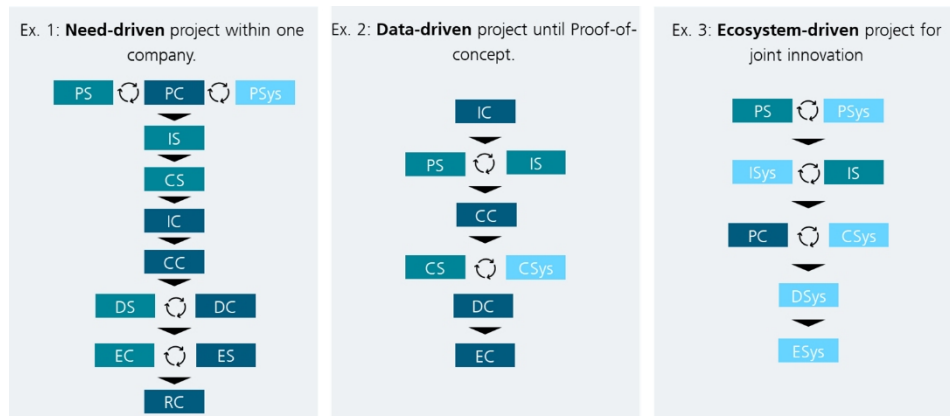 Ex. 1: Need-driven project within one
company.
PS PC PSys
IS
CS
IC
CC
DS DC
EC ES
RC
Ex. 2: Data-driven project until Proof-of-
concept.
IC
PS IS
CC
CS CSys
DC
EC
Ex. 3: Ecosystem-driven project for
joint innovation
PS PSys
ISys IS
PC CSys
DSys
ESys